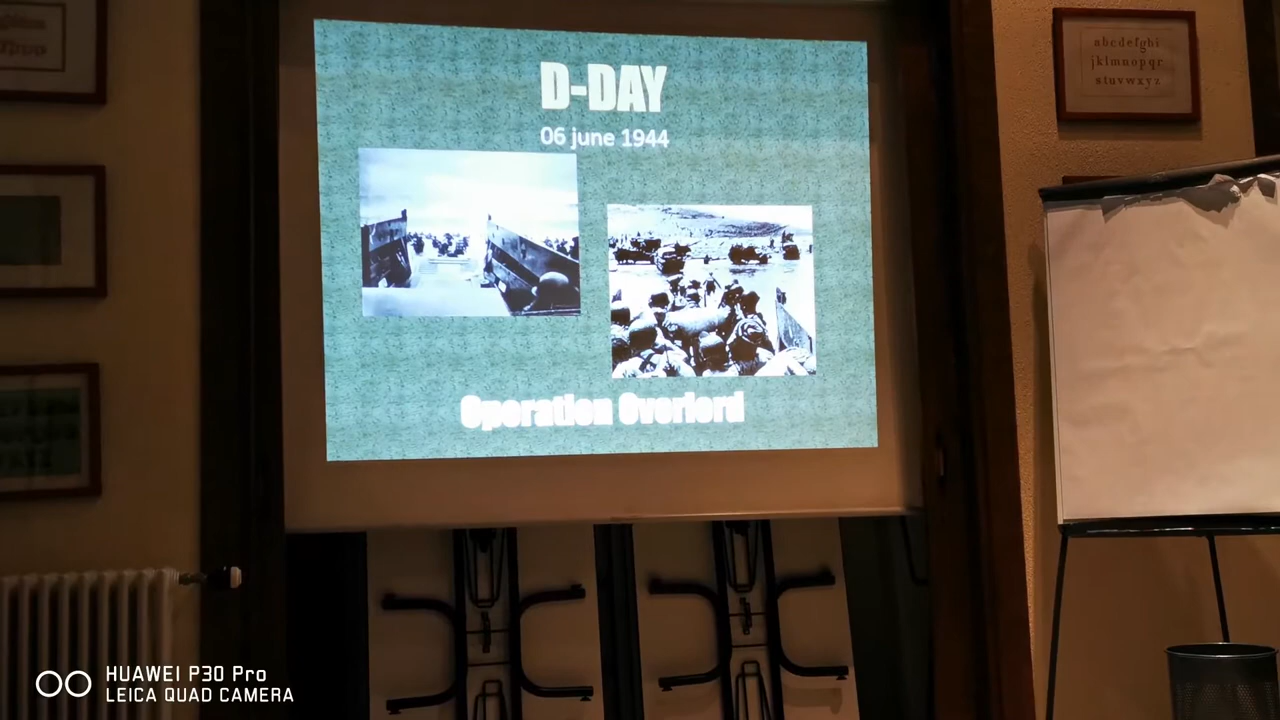 D-DAY
06 june 1944
Operation Overlord
abcdefghi
jklmnopqr
stuvwxyz
HUAWEI P30 Pro
LEICA QUAD CAMERA